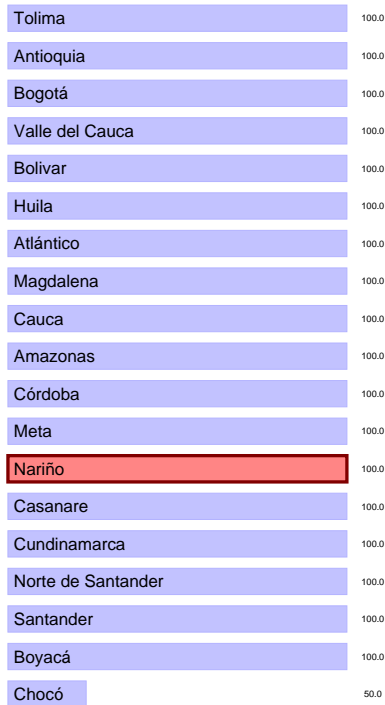 Tolima 100.0
Antioquia 100.0
Bogotá 100.0
Valle del Cauca 100.0
Bolivar 100.0
Huila 100.0
Atlántico 100.0
Magdalena 100.0
Cauca 100.0
Amazonas 100.0
Córdoba 100.0
Meta 100.0
Nariño 100.0
Casanare 100.0
Cundinamarca 100.0
Norte de Santander 100.0
Santander 100.0
Boyacá 100.0
Chocó 50.0